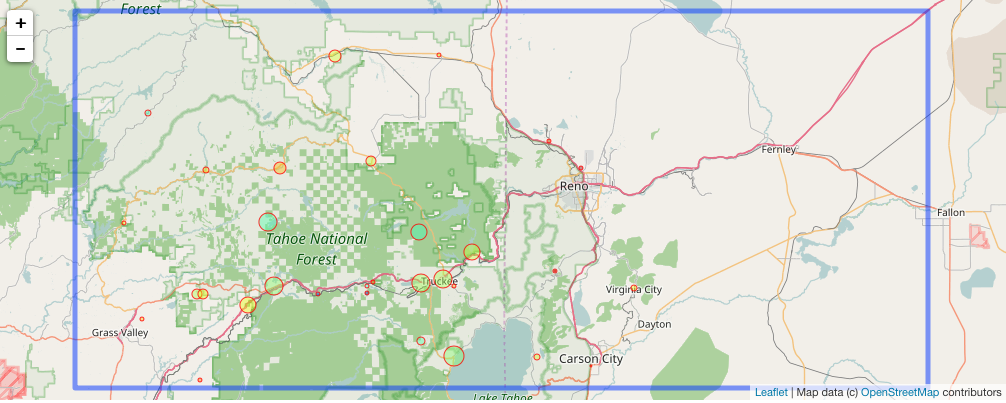 +
−
Forest
Fernley
Reno
Fallon
Tahoe National
Forest
Truckee
Virginia City
Grass Valley
Dayton
Carson City
Lake Tahoe
Leaflet | Map data (c) OpenStreetMap contributors